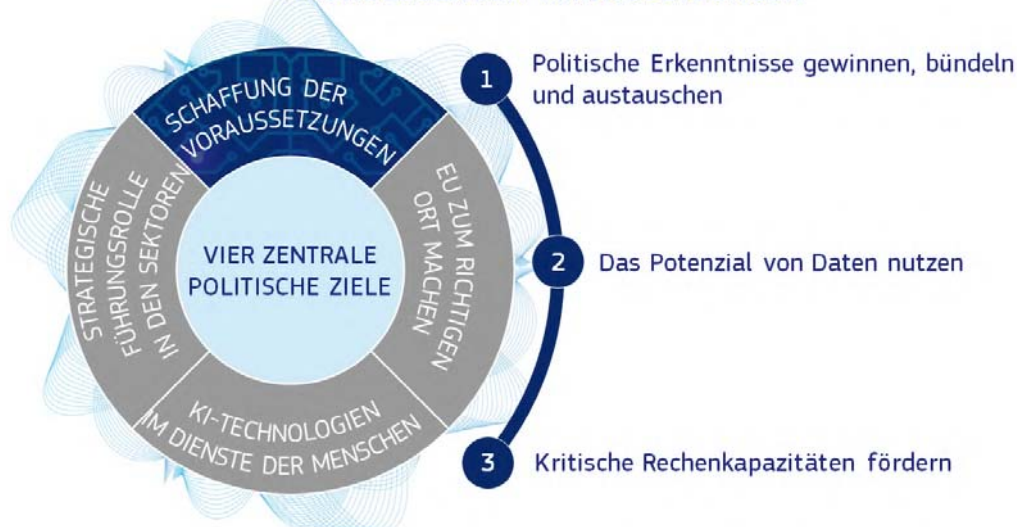 SCHAFFUNG DER
VORAUSSETZUNGEN
EU ZUM RICHTIGEN
ORT MACHEN
KI-TECHNOLOGIEN
IM DIENSTE DER MENSCHEN
STRATEGISCHE
FÜHRUNGSROLLE
IN DEN SEKTOREN
VIER ZENTRALE
POLITISCHE ZIELE
1
Politische Erkenntnisse gewinnen, bündeln
und austauschen
2
Das Potenzial von Daten nutzen
3
Kritische Rechenkapazitäten fördern